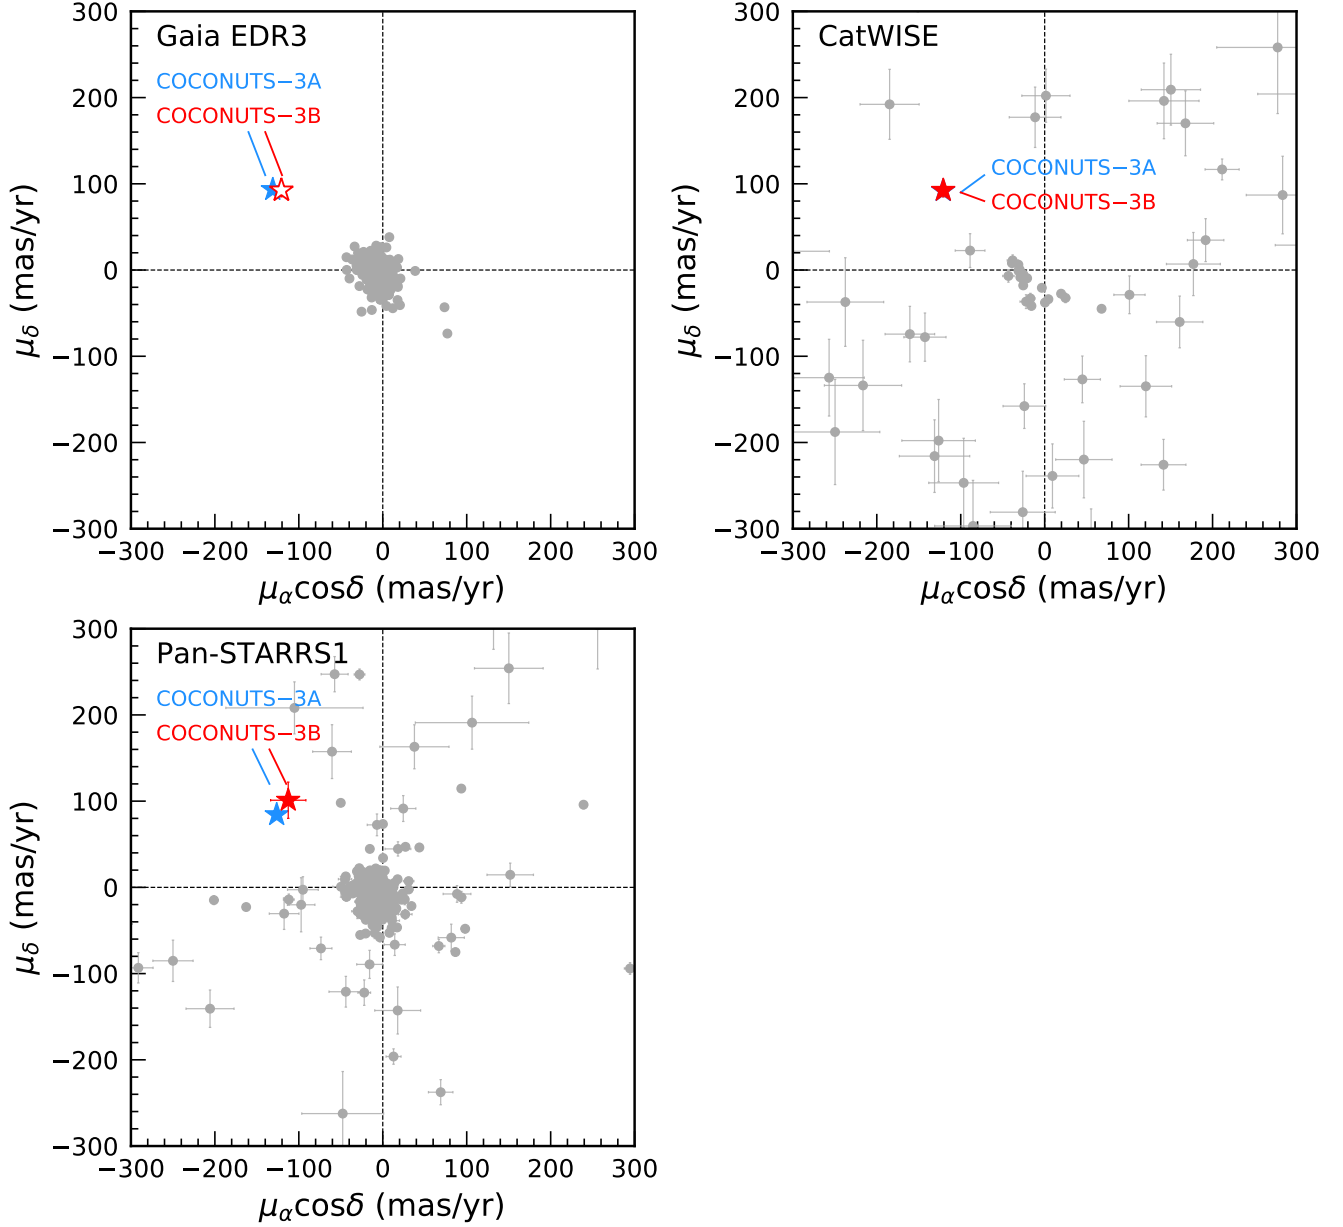 Gaia EDR3
COCONUTS−3A
COCONUTS−3B
300
200
100
0
−100
−200
−300
μδ (mas/yr)
−300 −200 −100 0 100 200 300
μαcosδ (mas/yr)
CatWISE
COCONUTS−3A
COCONUTS−3B
300
200
100
0
−100
−200
−300
μδ (mas/yr)
−300 −200 −100 0 100 200 300
μαcosδ (mas/yr)
Pan-STARRS1
COCONUTS−3A
COCONUTS−3B
300
200
100
0
−100
−200
−300
μδ (mas/yr)
−300 −200 −100 0 100 200 300
μαcosδ (mas/yr)